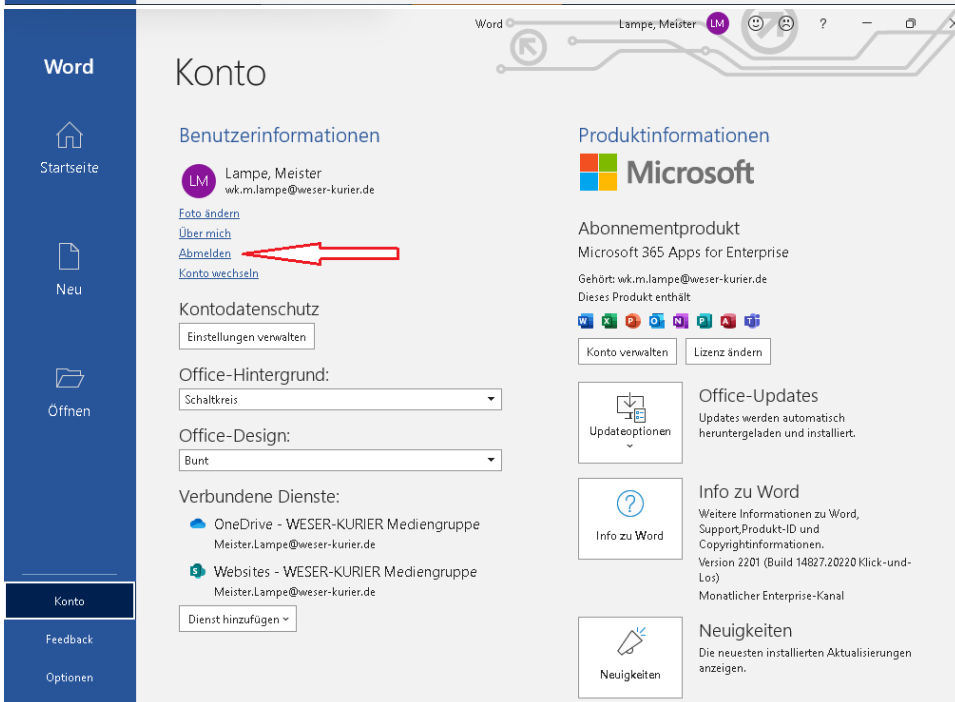 Word
Lampe, Meister
LM
?
Word
Startseite
Neu
Öffnen
Konto
Feedback
Optionen
Konto
Benutzerinformationen
LM
Lampe, Meister
wk.m.lampe@weser-kurier.de
Foto ändern
Über mich
Abmelden
Konto wechseln
Kontodatenschutz
Einstellungen verwalten
Office-Hintergrund:
Schaltkreis
Office-Design:
Bunt
Verbundene Dienste:
OneDrive - WESER-KURIER Mediengruppe
Meister.Lampe@weser-kurier.de
Websites - WESER-KURIER Mediengruppe
Meister.Lampe@weser-kurier.de
Dienst hinzufügen
Produktinformationen
Microsoft
Abonnementprodukt
Microsoft 365 Apps for Enterprise
Gehört: wk.m.lampe@weser-kurier.de
Dieses Produkt enthält
Konto verwalten
Lizenz ändern
Updateoptionen
Office-Updates
Updates werden automatisch
heruntergeladen und installiert.
Info zu Word
Info zu Word
Weitere Informationen zu Word,
Support,Produkt-ID und
Copyrightinformationen.
Version 2201 (Build 14827.20220 Klick-und-
Los)
Monatlicher Enterprise-Kanal
Neuigkeiten
Neuigkeiten
Die neuesten installierten Aktualisierungen
anzeigen.